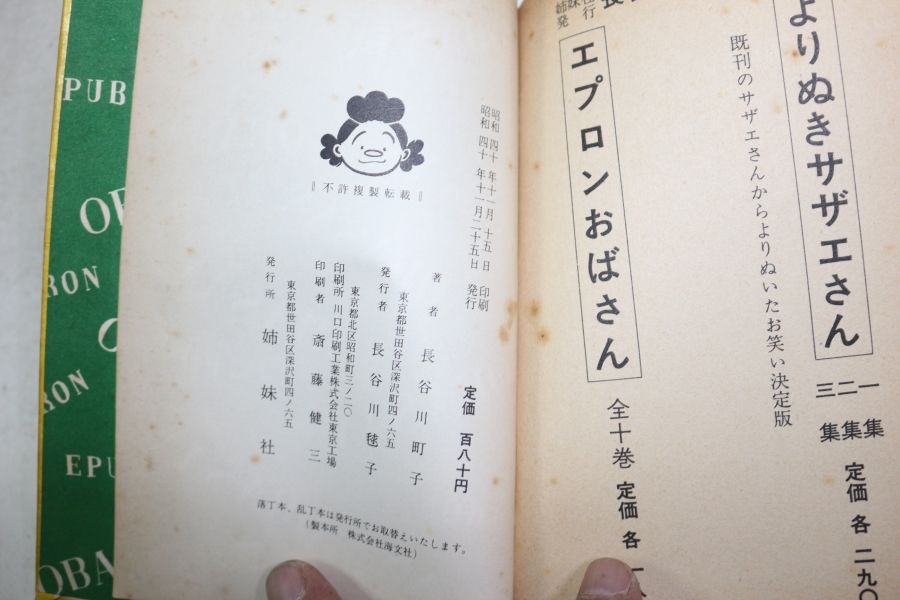 姉妹社
発行
よりぬきサザエさん
一集
二集
三集
定価 各 二九〇
既刊のサザエさんからよりぬいたお笑い決定版
エプロンおばさん
全十巻
定価 各 一八
昭和 四十 年十一月 十五 日 印刷
昭和 四十 年十一月二十五日 発行
定価 百八十円
著者 長谷川町子
東京都世田谷区深沢町四ノ六五
発行者 長谷川毬子
東京都北区昭和町三ノ二〇
印刷所 川口印刷工業株式会社東京工場
印刷者 斎藤健三
東京都世田谷区深沢町四ノ六五
発行所 姉妹社
不許複製転載
落丁本、乱丁本は発行所でお取替えいたします。
(製本所 株式会社海文社)
PUB
RON
RON
EPU
OBA